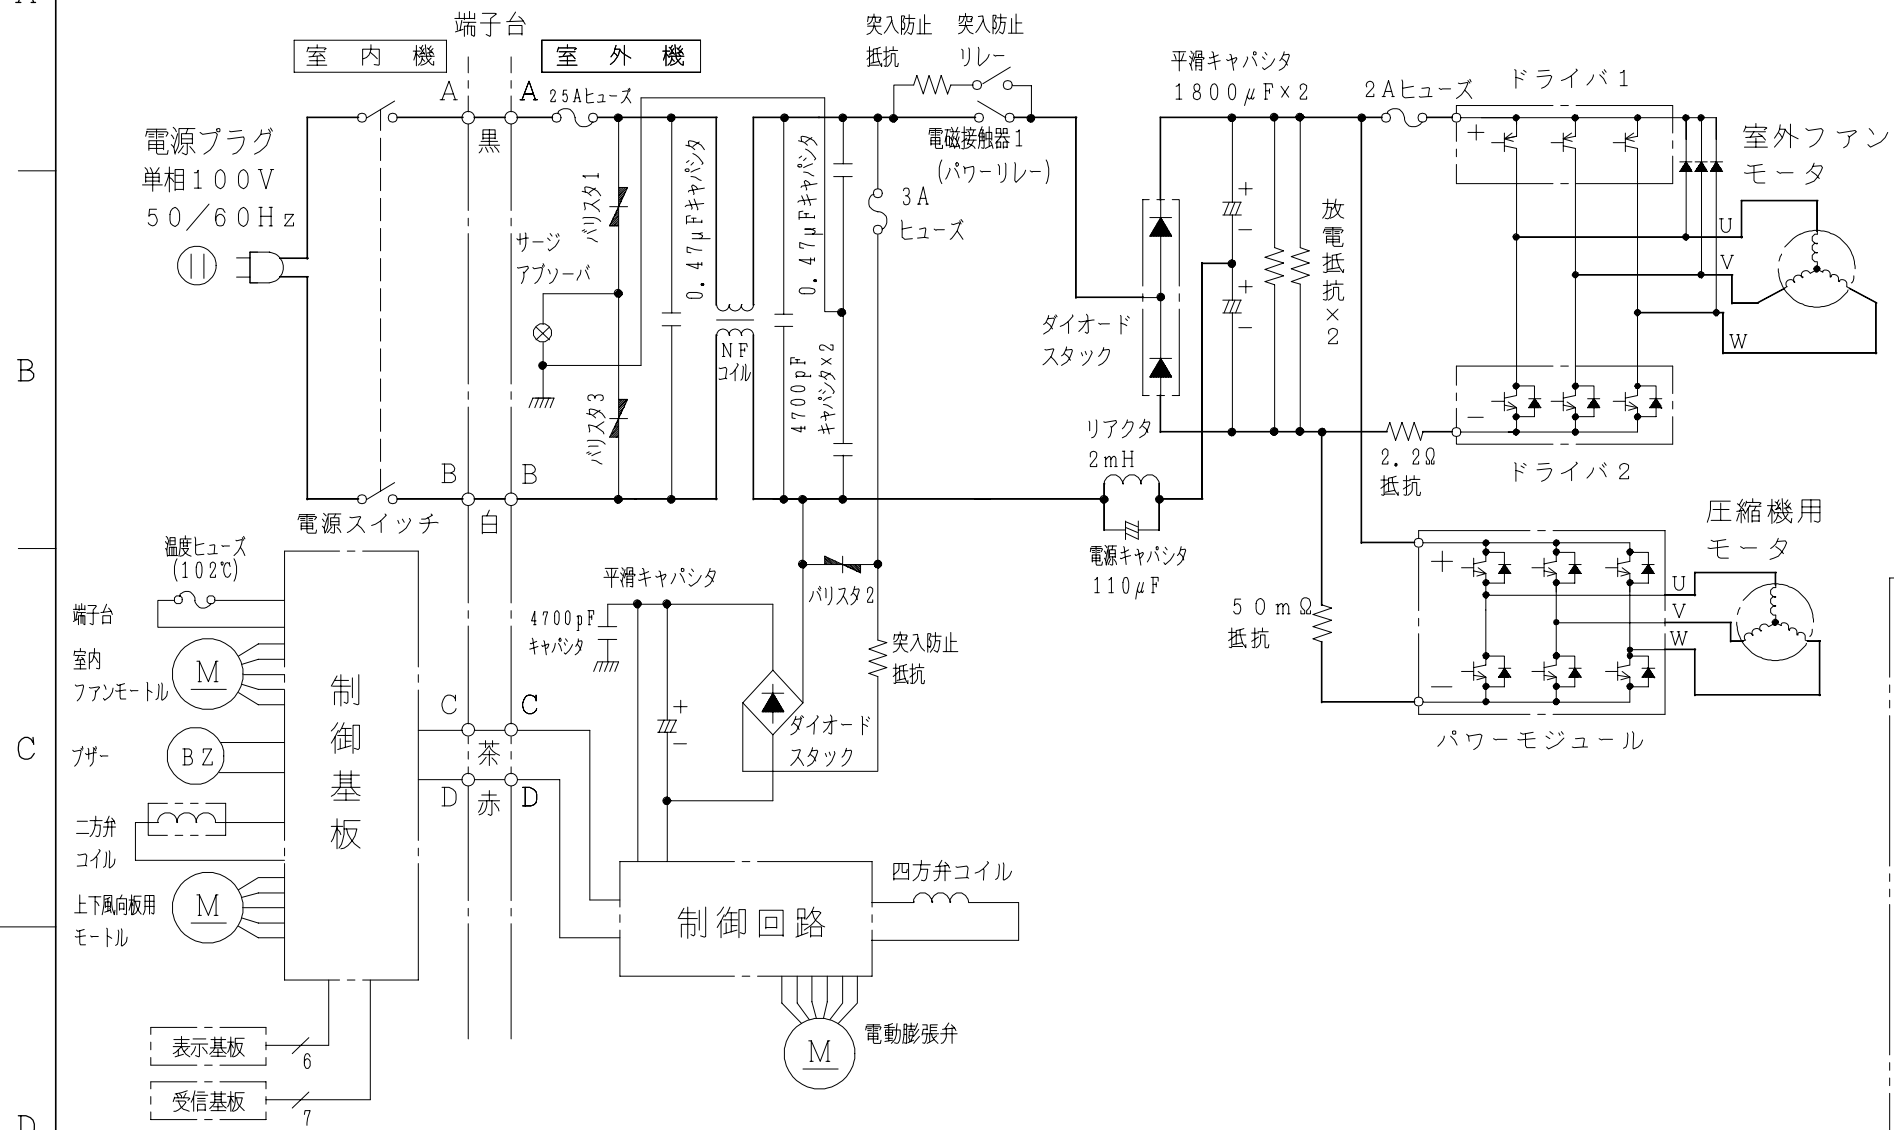 A
端子台
室内機
室外機
A
A
25Aヒューズ
黒
電源プラグ
単相100V
50/60Hz
バリスタ1
サージ
アブソーバ
バリスタ3
0.47μFキャパシタ
NF
コイル
0.47μFキャパシタ
4700pF
キャパシタ×2
突入防止
抵抗
突入防止
リレー
電磁接触器1
(パワーリレー)
3A
ヒューズ
平滑キャパシタ
1800μF×2
2Aヒューズ
ドライバ1
+
室外ファン
モータ
U
V
W
+
−
+
−
放電抵抗×2
ダイオード
スタック
B
リアクタ
2mH
2.2Ω
抵抗
−
ドライバ2
B
B
白
電源スイッチ
電源キャパシタ
110μF
圧縮機用
モータ
+
U
V
W
−
50mΩ
抵抗
パワーモジュール
温度ヒューズ
(102℃)
端子台
室内
ファンモートル
M
ブザー
BZ
二方弁
コイル
上下風向板用
モートル
M
制御基板
平滑キャパシタ
4700pF
キャパシタ
+
−
バリスタ2
突入防止
抵抗
ダイオード
スタック
C
C
C
茶
D
D
赤
制御回路
四方弁コイル
電動膨張弁
M
表示基板
6
受信基板
7
D